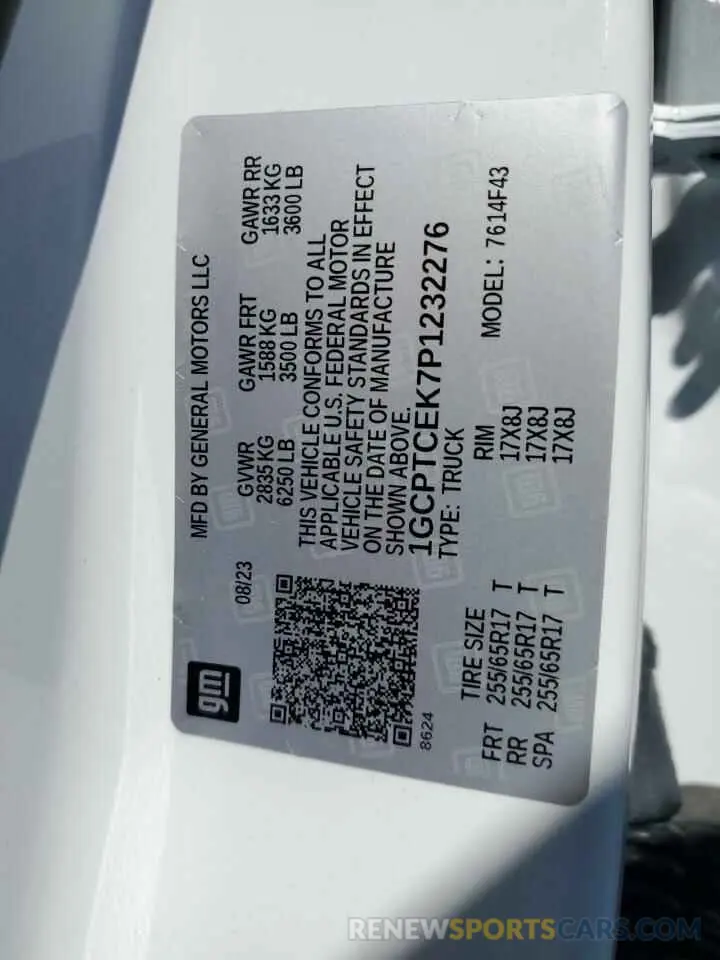 gm
MFD BY GENERAL MOTORS LLC
08/23
GVWR GAWR FRT GAWR RR
2835 KG 1588 KG 1633 KG
6250 LB 3500 LB 3600 LB
THIS VEHICLE CONFORMS TO ALL
APPLICABLE U.S. FEDERAL MOTOR
VEHICLE SAFETY STANDARDS IN EFFECT
ON THE DATE OF MANUFACTURE
SHOWN ABOVE.
1GCPTCEK7P1232276
8624
TYPE: TRUCK
TIRE SIZE RIM MODEL: 7614F43
FRT 255/65R17 T 17X8J
RR 255/65R17 T 17X8J
SPA 255/65R17 T 17X8J
RENEWSPORTSCARS.COM